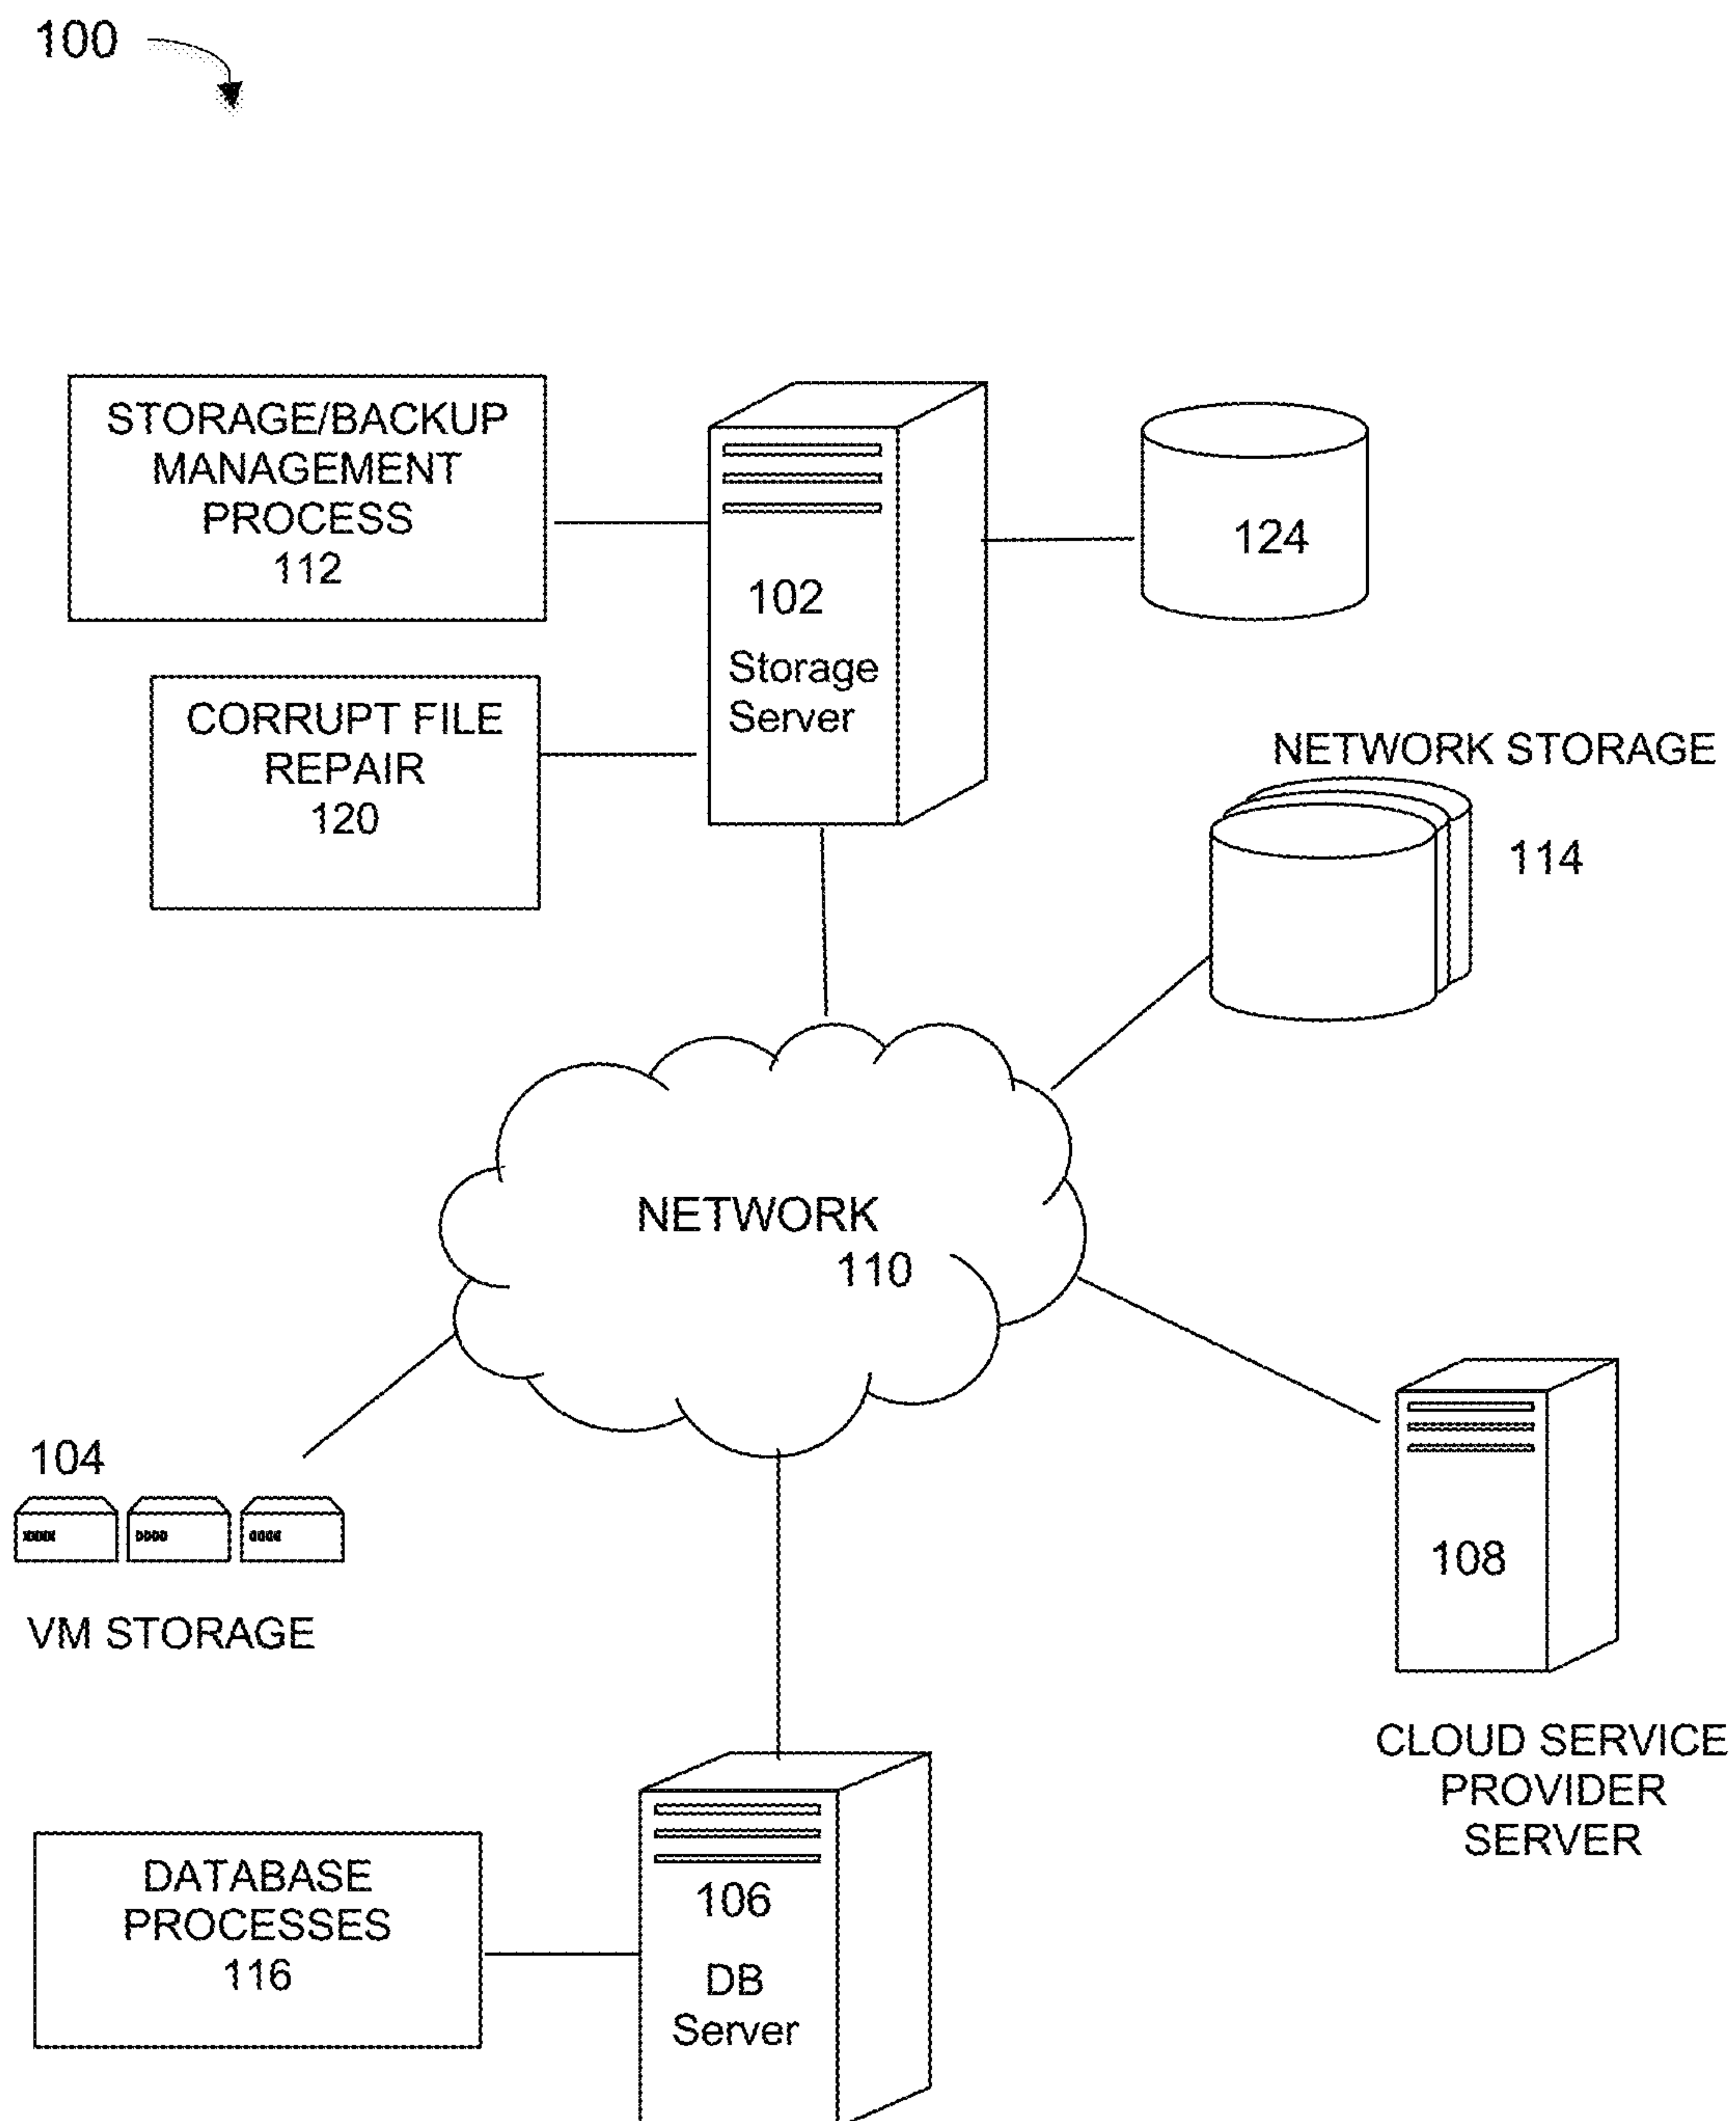 100
STORAGE/BACKUP
MANAGEMENT
PROCESS
112
102
Storage
Server
124
CORRUPT FILE
REPAIR
120
NETWORK STORAGE
114
NETWORK
110
104
VM STORAGE
108
CLOUD SERVICE
PROVIDER
SERVER
DATABASE
PROCESSES
116
106
DB
Server